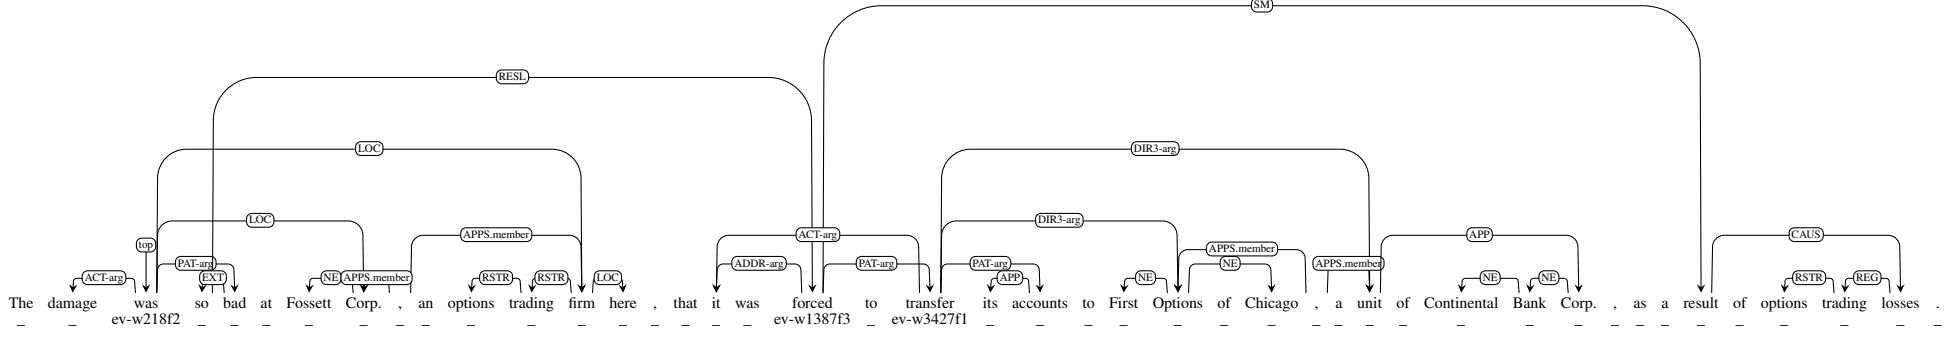 SM
RESL
LOC DIR3-arg
LOC DIR3-arg
top APPS.member ACT-arg APPS.member APP CAUS
ACT-arg PAT-arg EXT NE APPS.member RSTR RSTR LOC ADDR-arg PAT-arg PAT-arg APP NE NE APPS.member NE NE RSTR REG
The damage was so bad at Fossett Corp. , an options trading firm here , that it was forced to transfer its accounts to First Options of Chicago , a unit of Continental Bank Corp. , as a result of options trading losses .
_ _ ev-w218f2 _ _ _ _ _ _ _ _ _ _ _ _ _ _ _ ev-w1387f3 _ ev-w3427f1 _ _ _ _ _ _ _ _ _ _ _ _ _ _ _ _ _ _ _ _ _ _ _